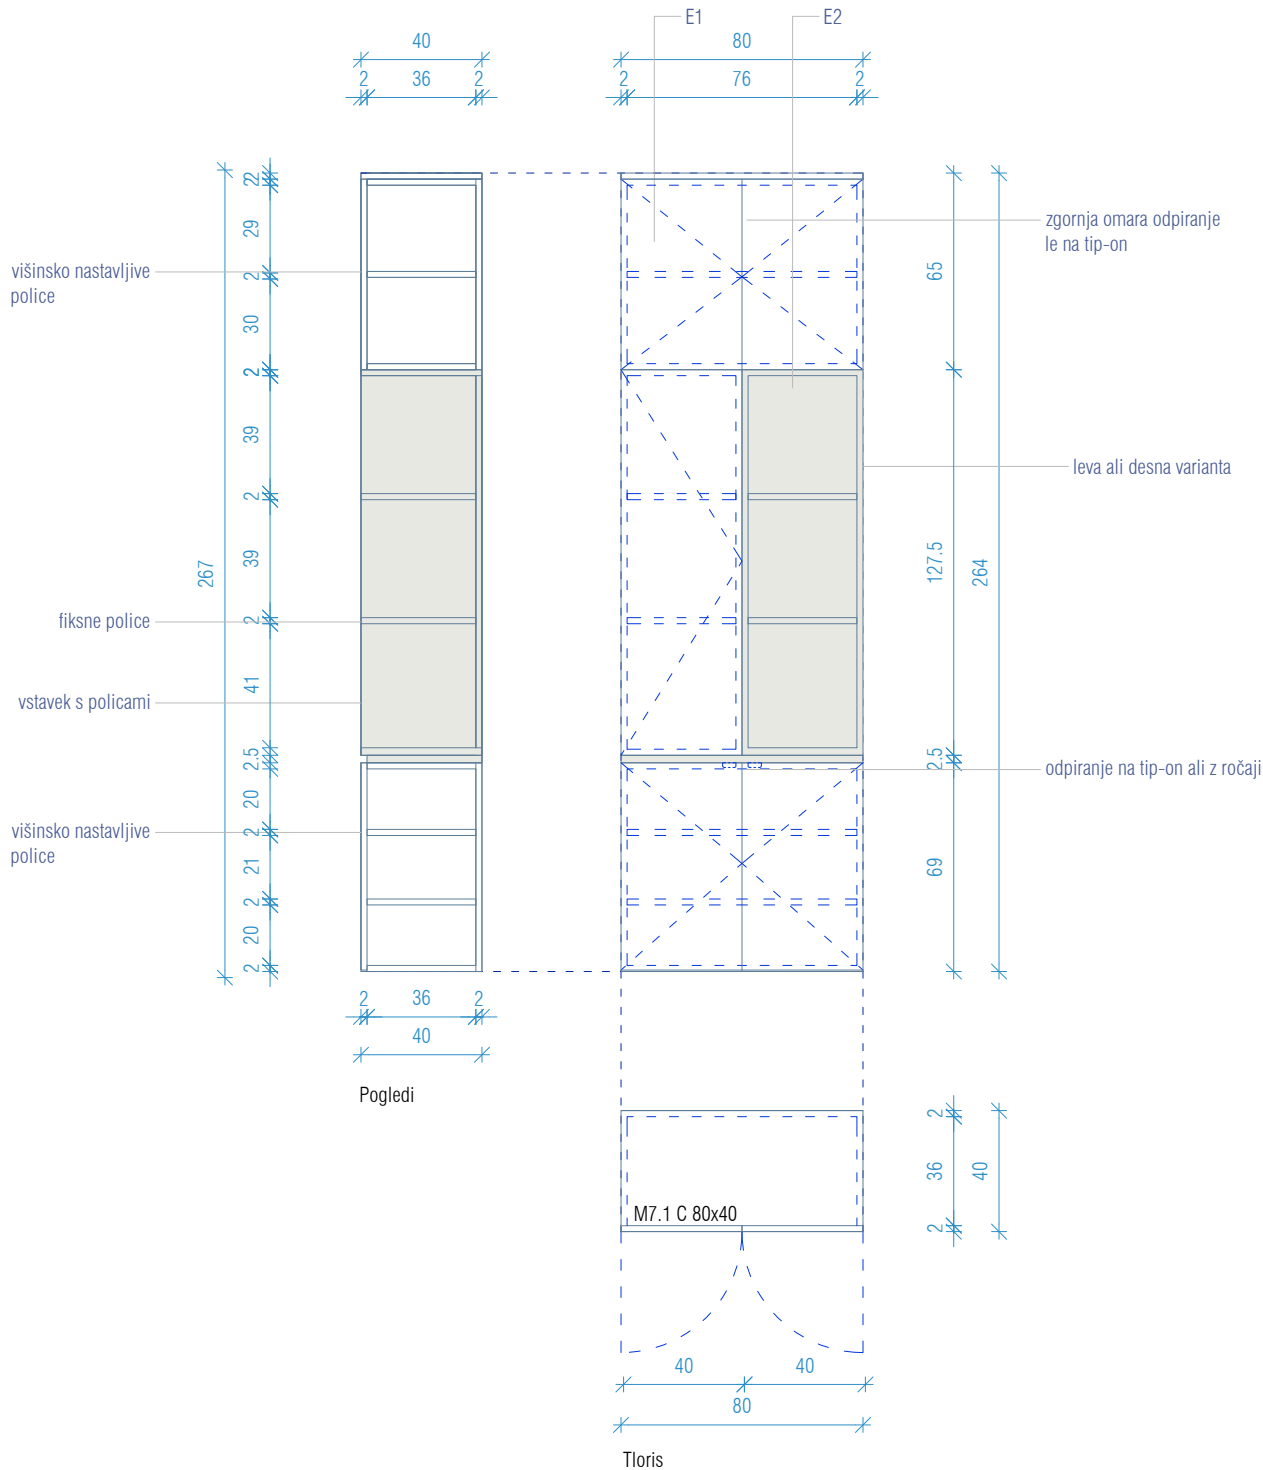 E1
E2
40
80
2 36 2
2 76 2
2
2
29
2
30
2
39
2
39
2
41
2.5
20
2
21
2
20
2
267
višinsko nastavljive
police
fiksne police
vstavek s policami
višinsko nastavljive
police
zgornja omara odpiranje
le na tip-on
65
leva ali desna varianta
127.5
264
2.5
odpiranje na tip-on ali z ročaji
69
2 36 2
40
Pogledi
2
36
2
40
M7.1 C 80x40
40 40
80
Tloris